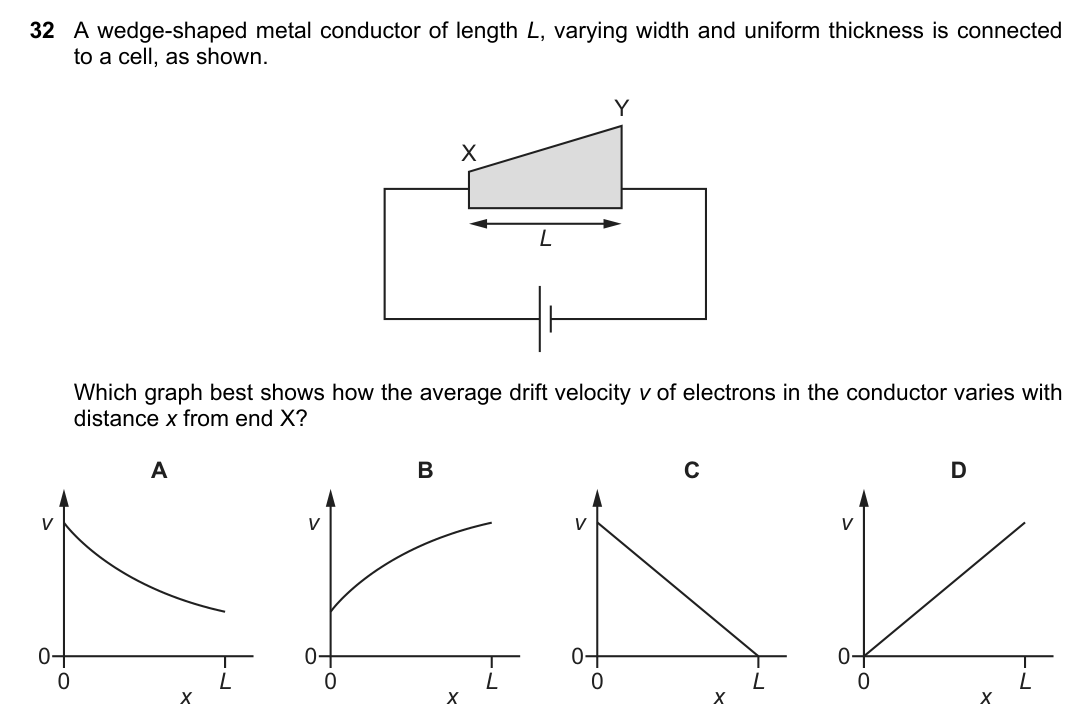 32 A wedge-shaped metal conductor of length L, varying width and uniform thickness is connected
to a cell, as shown.
Y
X
L
Which graph best shows how the average drift velocity v of electrons in the conductor varies with
distance x from end X?
A B C D
v v v v
0 0 0 0
0 L 0 L 0 L 0 L
x x x x